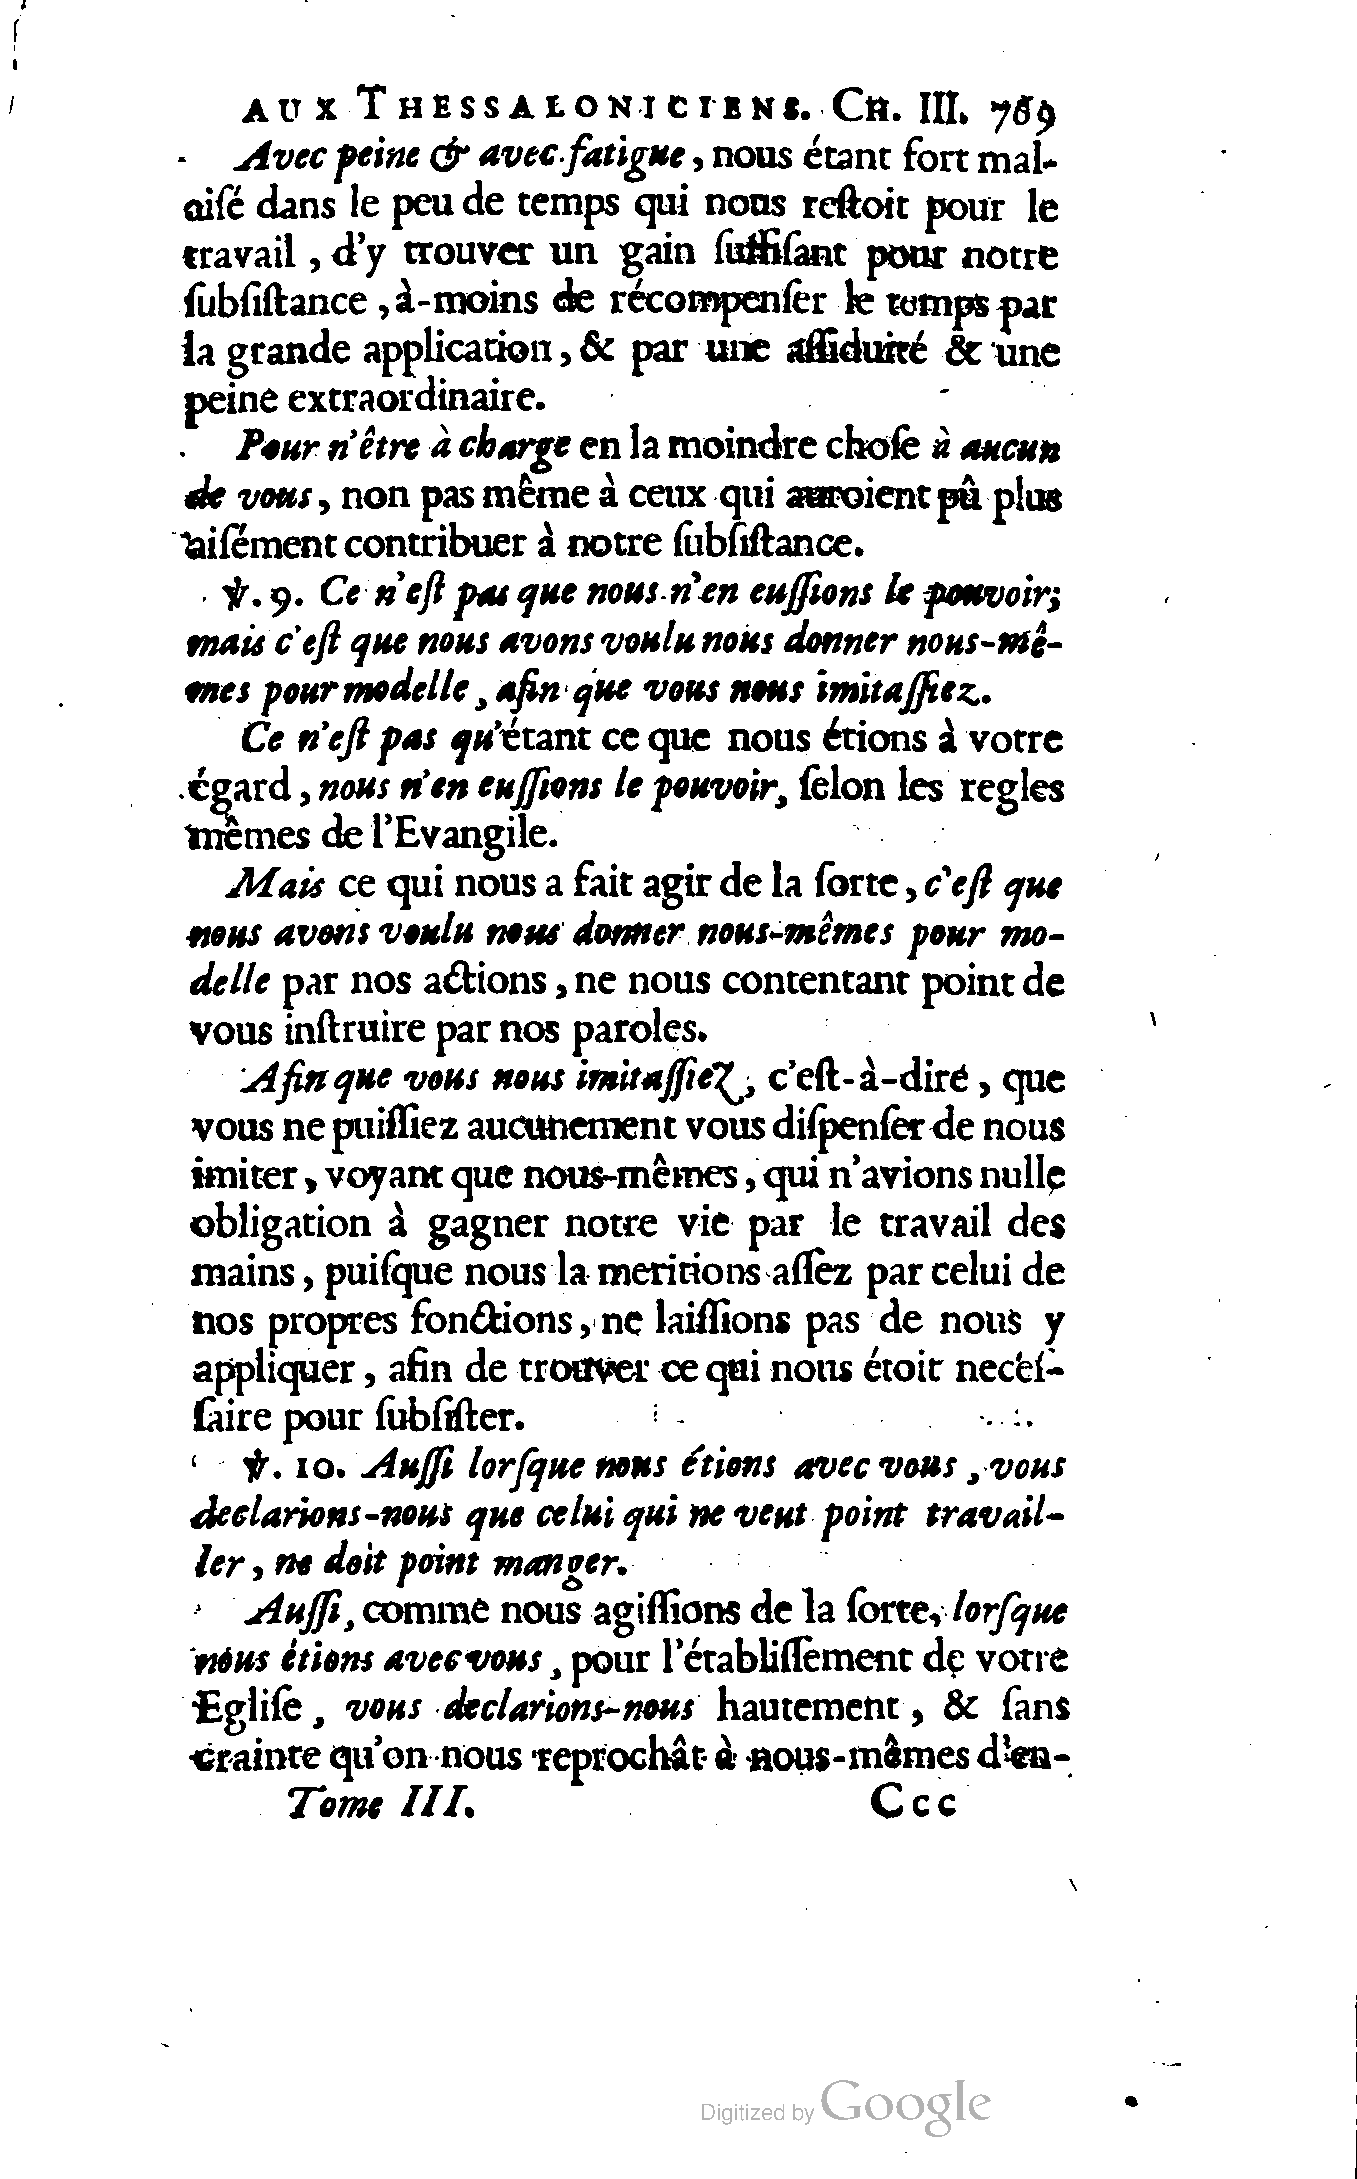 AUX THESSALONICIENS. CH. III. 769
Avec peine & avec fatigue, nous étant fort mal-
aiſé dans le peu de temps qui nous reſtoit pour le
travail, d'y trouver un gain ſuffiſant pour notre
ſubſiſtance, à-moins de récompenſer le temps par
la grande application, & par une aſſiduité & une
peine extraordinaire.
Pour n'être à charge en la moindre choſe à aucun
de vous, non pas même à ceux qui auroient pû plus
aiſément contribuer à notre ſubſiſtance.
℣. 9. Ce n'eſt pas que nous n'en euſſions le pouvoir;
mais c'eſt que nous avons voulu nous donner nous-mê-
mes pour modelle, afin que vous nous imitaſſiez.
Ce n'eſt pas qu'étant ce que nous étions à votre
égard, nous n'en euſſions le pouvoir, ſelon les regles
mêmes de l'Evangile.
Mais ce qui nous a fait agir de la ſorte, c'eſt que
nous avons voulu nous donner nous-mêmes pour mo-
delle par nos actions, ne nous contentant point de
vous inſtruire par nos paroles.
Afin que vous nous imitaſſiez, c'eſt-à-dire, que
vous ne puiſſiez aucunement vous diſpenſer de nous
imiter, voyant que nous-mêmes, qui n'avions nulle
obligation à gagner notre vie par le travail des
mains, puiſque nous la meritions aſſez par celui de
nos propres fonctions, ne laiſſions pas de nous y
appliquer, afin de trouver ce qui nous étoit neceſ-
ſaire pour ſubſiſter.
℣. 10. Auſſi lorſque nous étions avec vous, vous
declarions-nous que celui qui ne veut point travail-
ler, ne doit point manger.
Auſſi, comme nous agiſſions de la ſorte, lorſque
nous étions avec vous, pour l'établiſſement de votre
Egliſe, vous declarions-nous hautement, & ſans
crainte qu'on nous reprochât à nous-mêmes d'en-
Tome III. Ccc
Digitized by Google